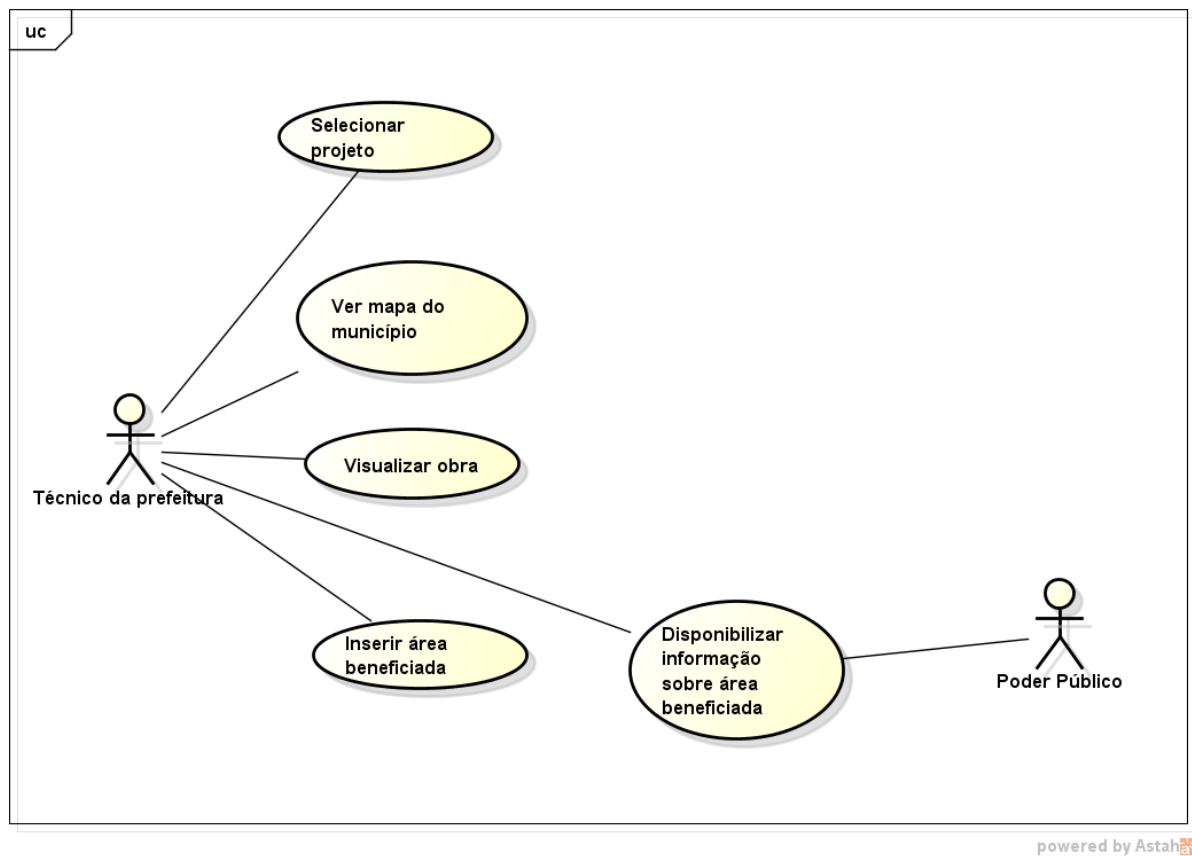 uc
Selecionar
projeto
Ver mapa do
município
Visualizar obra
Técnico da prefeitura
Inserir área
beneficiada
Disponibilizar
informação
sobre área
beneficiada
Poder Público
powered by Astah